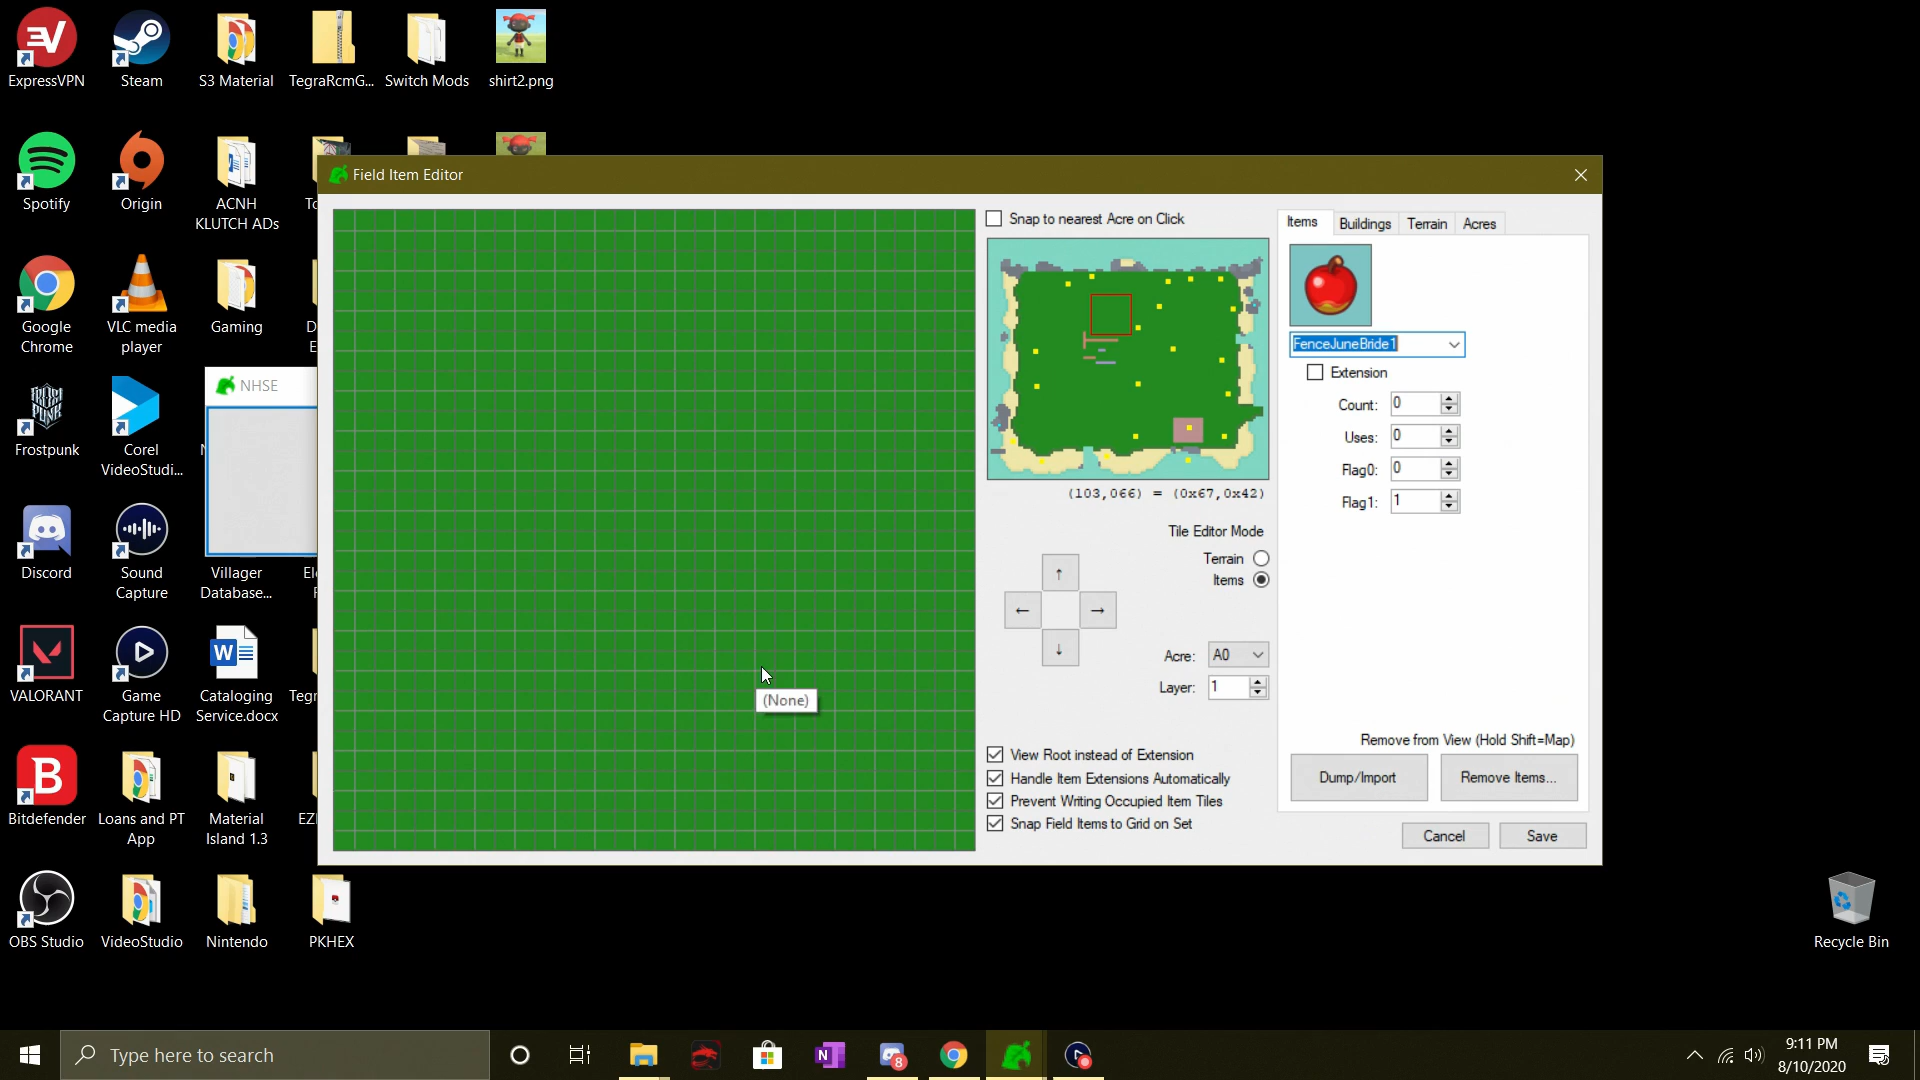 ExpressVPN
Steam
S3 Material
TegraRcmG...
Switch Mods
shirt2.png
Spotify
Origin
ACNH
KLUTCH ADs
Google
Chrome
VLC media
player
Gaming
Frostpunk
Corel
VideoStudi...
Discord
Sound
Capture
Villager
Database...
VALORANT
Game
Capture HD
Cataloging
Service.docx
Bitdefender
Loans and PT
App
Material
Island 1.3
OBS Studio
VideoStudio
Nintendo
PKHEX
Recycle Bin
NHSE
Field Item Editor
(None)
Snap to nearest Acre on Click
(103,066) = (0x67,0x42)
Tile Editor Mode
Terrain
Items
↑
←
→
↓
Acre: A0
Layer: 1
View Root instead of Extension
Handle Item Extensions Automatically
Prevent Writing Occupied Item Tiles
Snap Field Items to Grid on Set
Items Buildings Terrain Acres
FenceJuneBride1
Extension
Count: 0
Uses: 0
Flag0: 0
Flag1: 1
Remove from View (Hold Shift=Map)
Dump/Import
Remove Items...
Cancel
Save
Type here to search
8
9:11 PM
8/10/2020